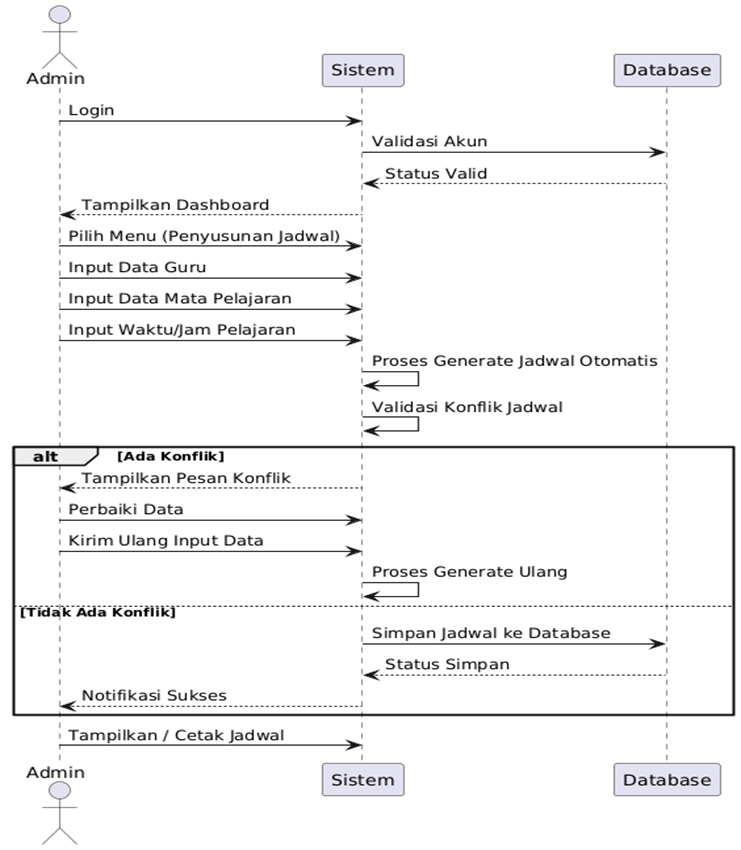 Admin
Sistem
Database
Login
Validasi Akun
Status Valid
Tampilkan Dashboard
Pilih Menu (Penyusunan Jadwal)
Input Data Guru
Input Data Mata Pelajaran
Input Waktu/Jam Pelajaran
Proses Generate Jadwal Otomatis
Validasi Konflik Jadwal
alt [Ada Konflik]
Tampilkan Pesan Konflik
Perbaiki Data
Kirim Ulang Input Data
Proses Generate Ulang
[Tidak Ada Konflik]
Simpan Jadwal ke Database
Status Simpan
Notifikasi Sukses
Tampilkan / Cetak Jadwal
Admin
Sistem
Database